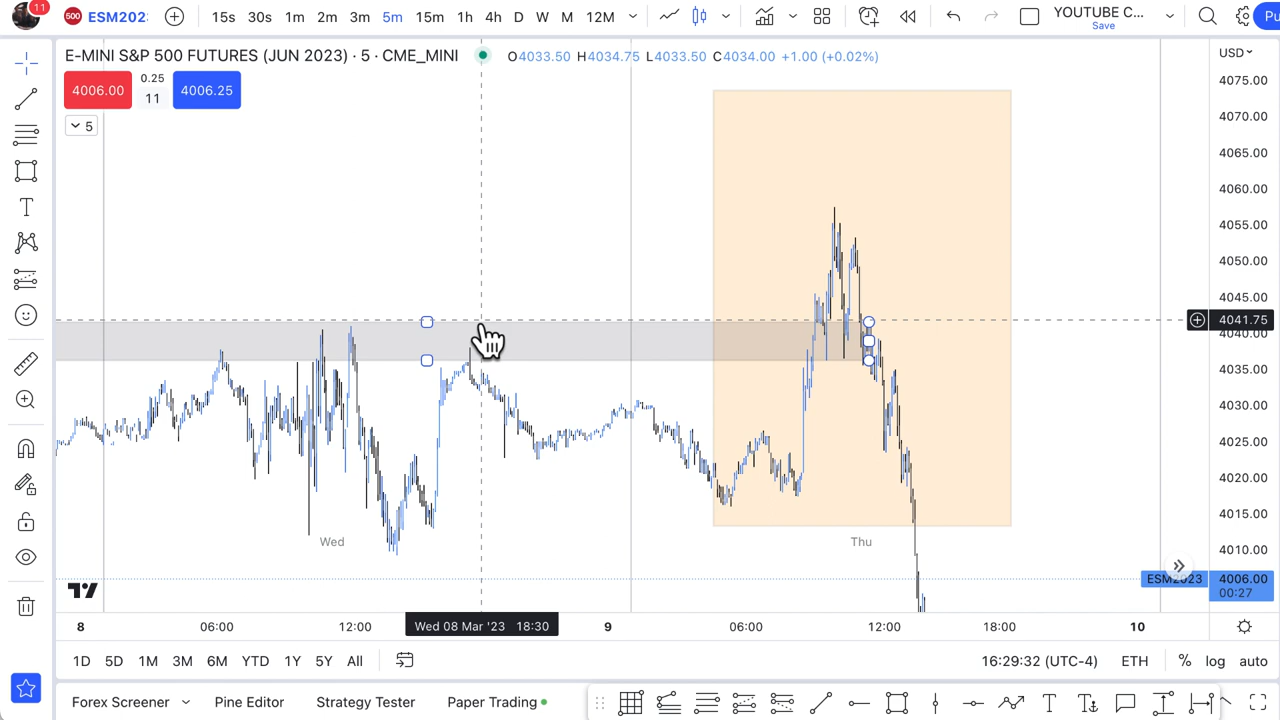 11
500 ESM202: 15s 30s 1m 2m 3m 5m 15m 1h 4h D W M 12M YOUTUBE C... Save Pu
E-MINI S&P 500 FUTURES (JUN 2023) · 5 · CME_MINI O4033.50 H4034.75 L4033.50 C4034.00 +1.00 (+0.02%)
USD
4006.00 0.25 11 4006.25
5
4075.00
4070.00
4065.00
4060.00
4055.00
4050.00
4045.00
4041.75
4040.00
4035.00
4030.00
4025.00
4020.00
4015.00
4010.00
Wed Thu
ESM2023 4006.00
00:27
8 06:00 12:00 Wed 08 Mar '23 18:30 9 06:00 12:00 18:00 10
1D 5D 1M 3M 6M YTD 1Y 5Y All 16:29:32 (UTC-4) ETH % log auto
Forex Screener Pine Editor Strategy Tester Paper Trading